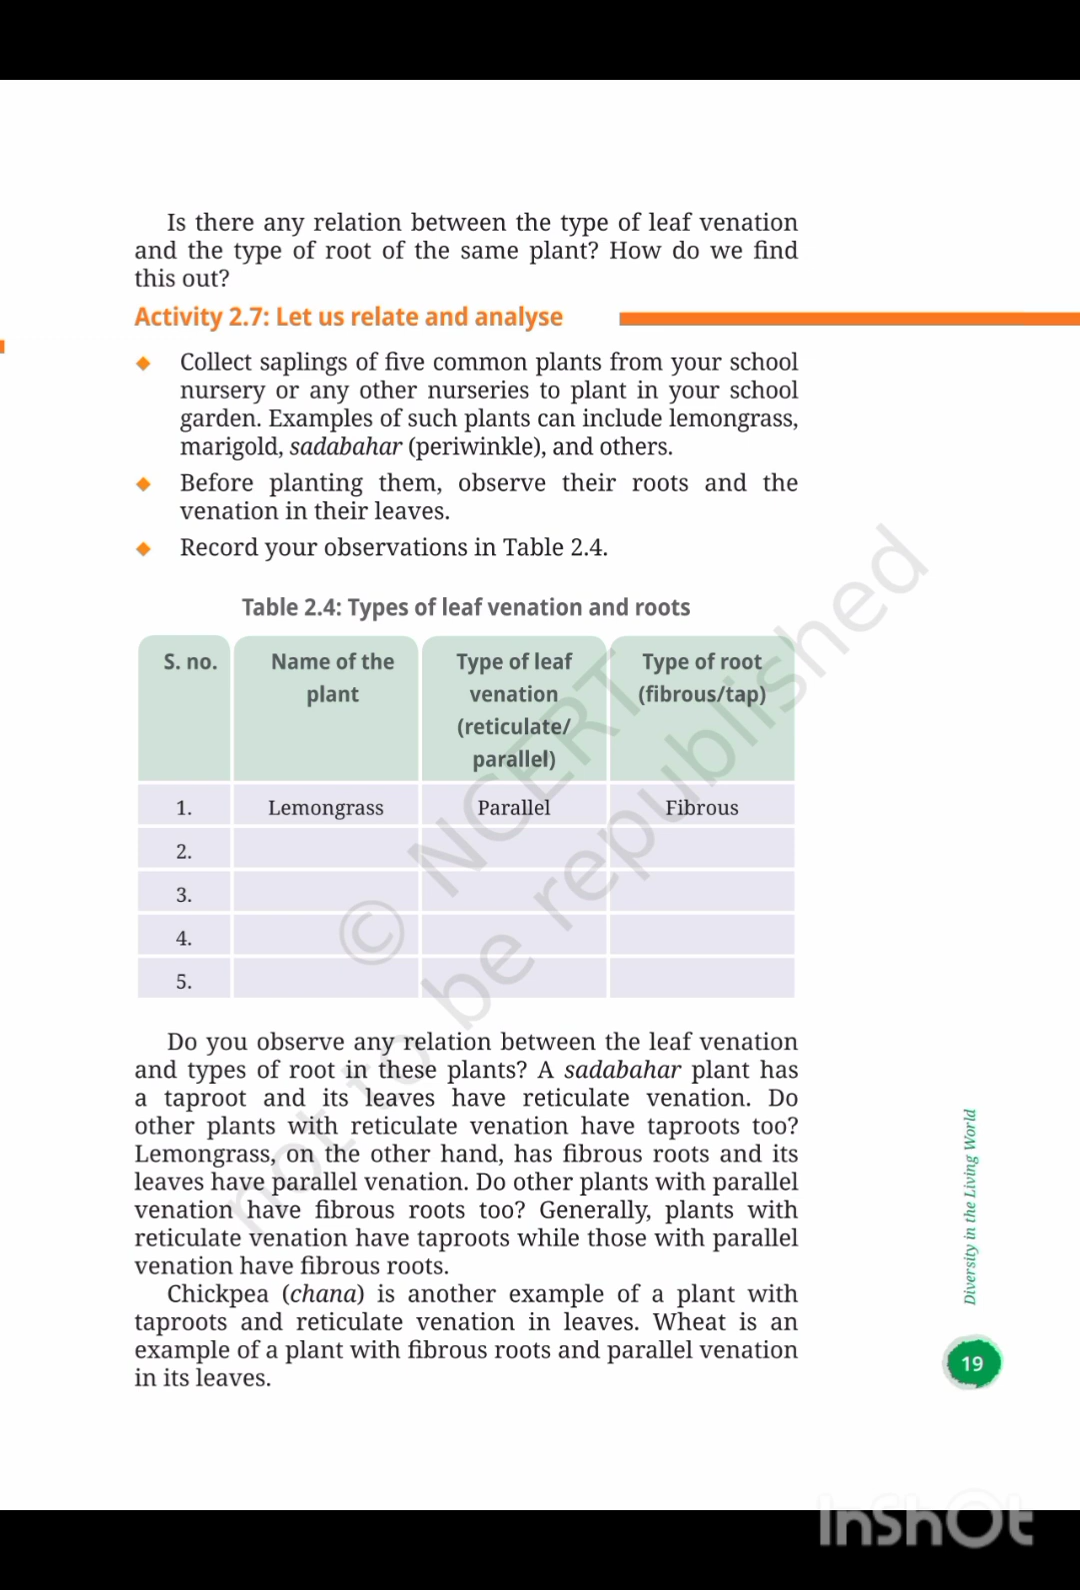 Is there any relation between the type of leaf venation
and the type of root of the same plant? How do we find
this out?
Activity 2.7: Let us relate and analyse
Collect saplings of five common plants from your school
nursery or any other nurseries to plant in your school
garden. Examples of such plants can include lemongrass,
marigold, sadabahar (periwinkle), and others.
Before planting them, observe their roots and the
venation in their leaves.
Record your observations in Table 2.4.
Table 2.4: Types of leaf venation and roots
S. no. Name of the plant Type of leaf venation (reticulate/ parallel) Type of root (fibrous/tap)
1. Lemongrass Parallel Fibrous
2.
3.
4.
5.
Do you observe any relation between the leaf venation
and types of root in these plants? A sadabahar plant has
a taproot and its leaves have reticulate venation. Do
other plants with reticulate venation have taproots too?
Lemongrass, on the other hand, has fibrous roots and its
leaves have parallel venation. Do other plants with parallel
venation have fibrous roots too? Generally, plants with
reticulate venation have taproots while those with parallel
venation have fibrous roots.
Chickpea (chana) is another example of a plant with
taproots and reticulate venation in leaves. Wheat is an
example of a plant with fibrous roots and parallel venation
in its leaves.
Diversity in the Living World
19
© NCERT
not to be republished
InShOt